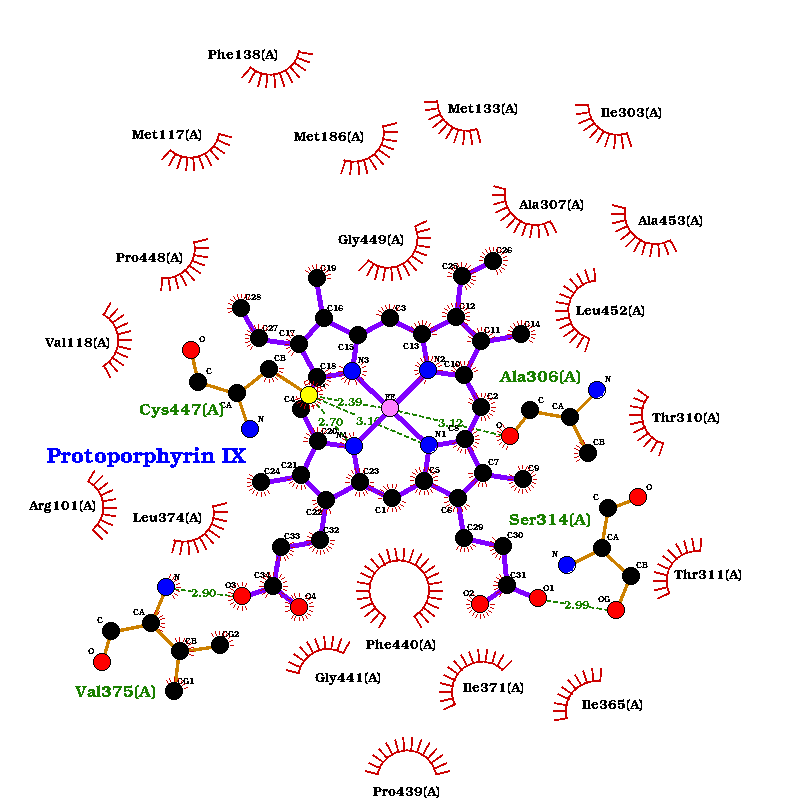 Phe138(A)
Met117(A)
Met186(A)
Met133(A)
Ile303(A)
Ala307(A)
Ala453(A)
Gly449(A)
Pro448(A)
C19
C25
C26
C28
C16
C3
C12
Leu452(A)
C27
C17
C15
C13
C11
C14
Val118(A)
O
CB
C18
N3
N2
C10
C
Ala306(A)
N
CA
2.39
FE
C2
C
Cys447(A)
C4
2.70
3.12
O
CA
Thr310(A)
N
C20
N4
N1
C8
CB
Protoporphyrin IX
C24
C21
C23
C5
C7
C9
O
Arg101(A)
C22
C1
C6
C
Leu374(A)
Ser314(A)
C33
C32
C29
C30
CA
N
N
C34
C31
CB
Thr311(A)
2.90
O3
O4
O2
O1
2.99
OG
CA
C
CB
CG2
Phe440(A)
O
Gly441(A)
Val375(A)
CG1
Ile371(A)
Ile365(A)
Pro439(A)